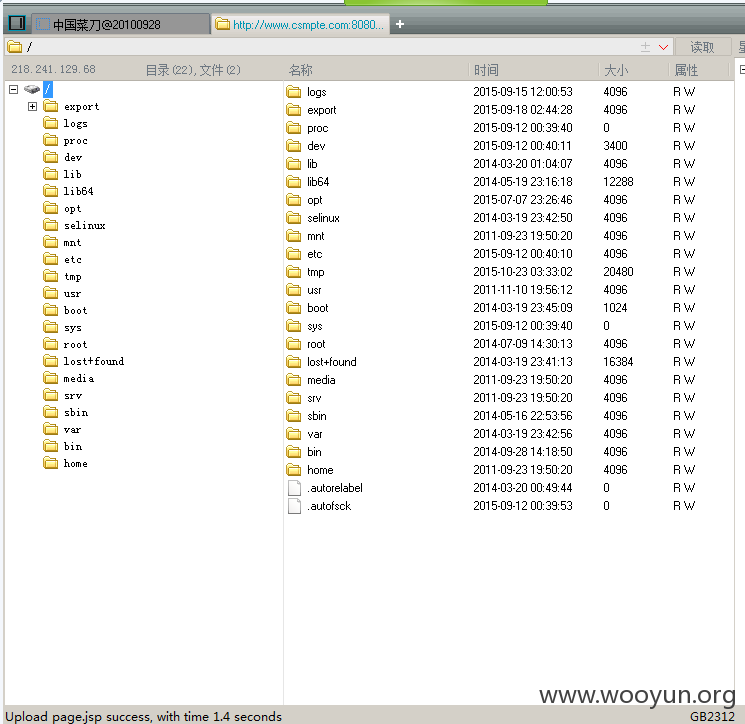 中国菜刀@20100928 http://www.csmpte.com:8080... +
/ 读取
218.241.129.68 目录(22),文件(2) 名称 时间 大小 属性
/
export
logs
proc
dev
lib
lib64
opt
selinux
mnt
etc
tmp
usr
boot
sys
root
lost+found
media
srv
sbin
var
bin
home
logs 2015-09-15 12:00:53 4096 R W
export 2015-09-18 02:44:28 4096 R W
proc 2015-09-12 00:39:40 0 R W
dev 2015-09-12 00:40:11 3400 R W
lib 2014-03-20 01:04:07 4096 R W
lib64 2014-05-19 23:16:18 12288 R W
opt 2015-07-07 23:26:46 4096 R W
selinux 2014-03-19 23:42:50 4096 R W
mnt 2011-09-23 19:50:20 4096 R W
etc 2015-09-12 00:40:10 4096 R W
tmp 2015-10-23 03:33:02 20480 R W
usr 2011-11-10 19:56:12 4096 R W
boot 2014-03-19 23:45:09 1024 R W
sys 2015-09-12 00:39:40 0 R W
root 2014-07-09 14:30:13 4096 R W
lost+found 2014-03-19 23:41:13 16384 R W
media 2011-09-23 19:50:20 4096 R W
srv 2011-09-23 19:50:20 4096 R W
sbin 2014-05-16 22:53:56 4096 R W
var 2014-03-19 23:42:56 4096 R W
bin 2014-09-28 14:18:50 4096 R W
home 2011-09-23 19:50:20 4096 R W
.autorelabel 2014-03-20 00:49:44 0 R W
.autofsck 2015-09-12 00:39:53 0 R W
www.wooyun.org
Upload page.jsp success, with time 1.4 seconds GB2312